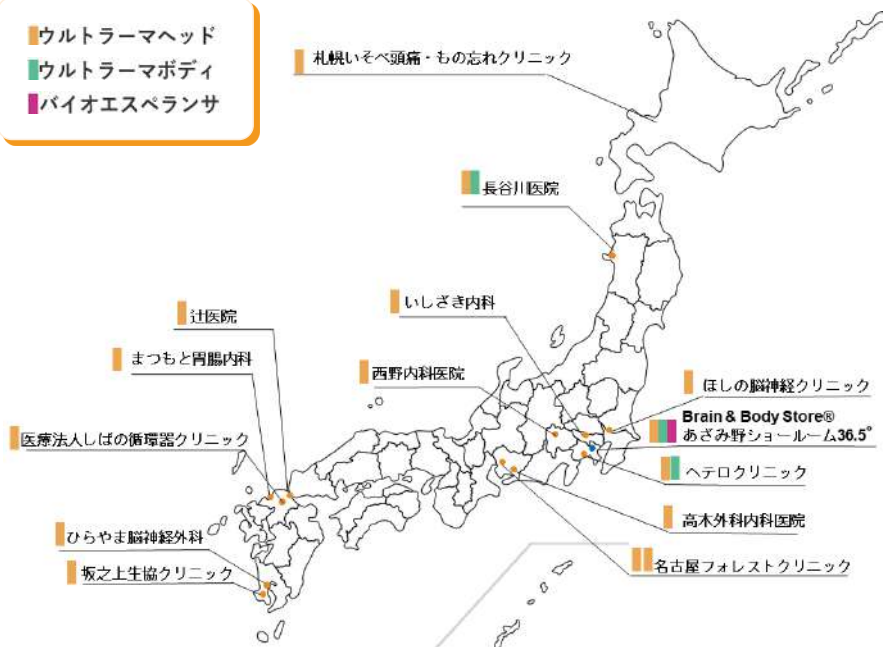 ウルトラーマヘッド
ウルトラーマボディ
バイオエスペランサ
札幌いそべ頭痛・もの忘れクリニック
長谷川医院
いしざき内科
辻医院
まつもと胃腸内科
西野内科医院
ほしの脳神経クリニック
Brain & Body Store®
あざみ野ショールーム36.5°
医療法人しばの循環器クリニック
ヘテロクリニック
高木外科内科医院
ひらやま脳神経外科
坂之上生協クリニック
名古屋フォレストクリニック